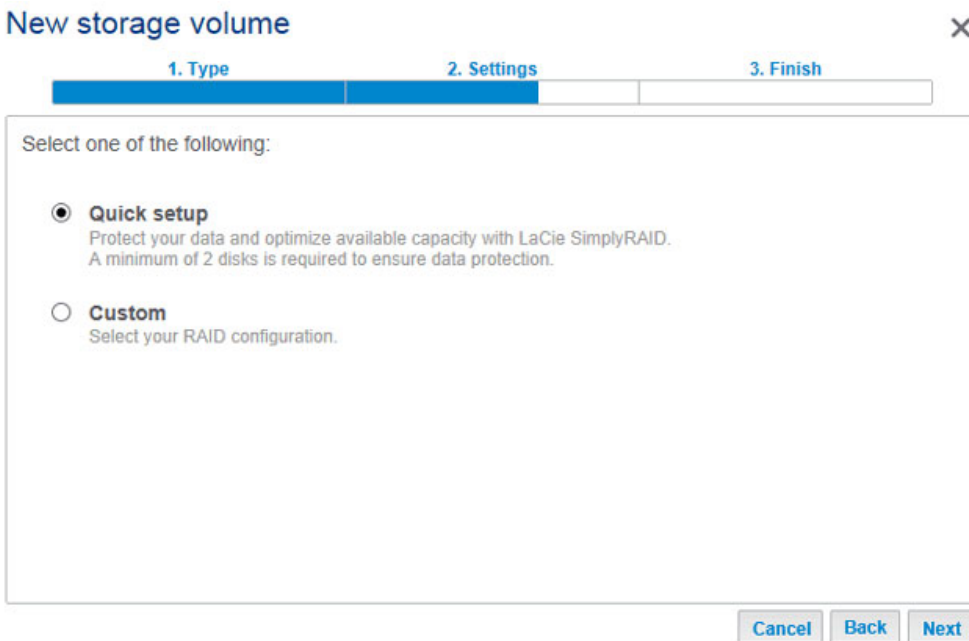 New storage volume
1. Type
2. Settings
3. Finish
Select one of the following:
Quick setup
Protect your data and optimize available capacity with LaCie SimplyRAID.
A minimum of 2 disks is required to ensure data protection.
Custom
Select your RAID configuration.
Cancel
Back
Next